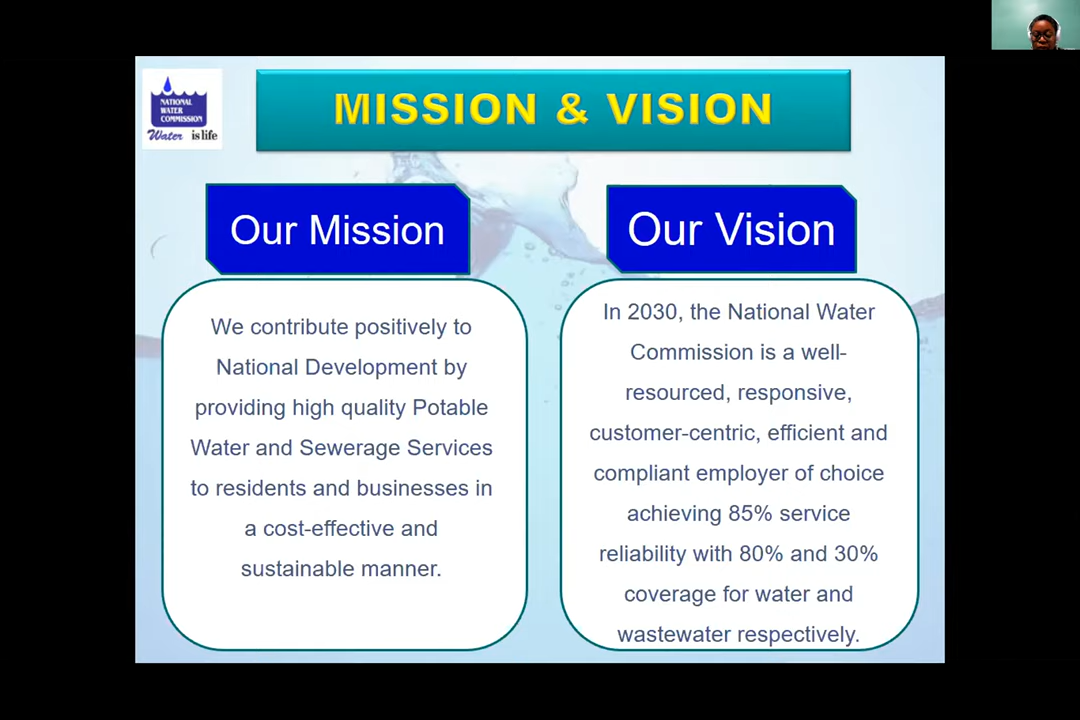 NATIONAL
WATER
COMMISSION
Water is life
MISSION & VISION
Our Mission
We contribute positively to
National Development by
providing high quality Potable
Water and Sewerage Services
to residents and businesses in
a cost-effective and
sustainable manner.
Our Vision
In 2030, the National Water
Commission is a well-
resourced, responsive,
customer-centric, efficient and
compliant employer of choice
achieving 85% service
reliability with 80% and 30%
coverage for water and
wastewater respectively.